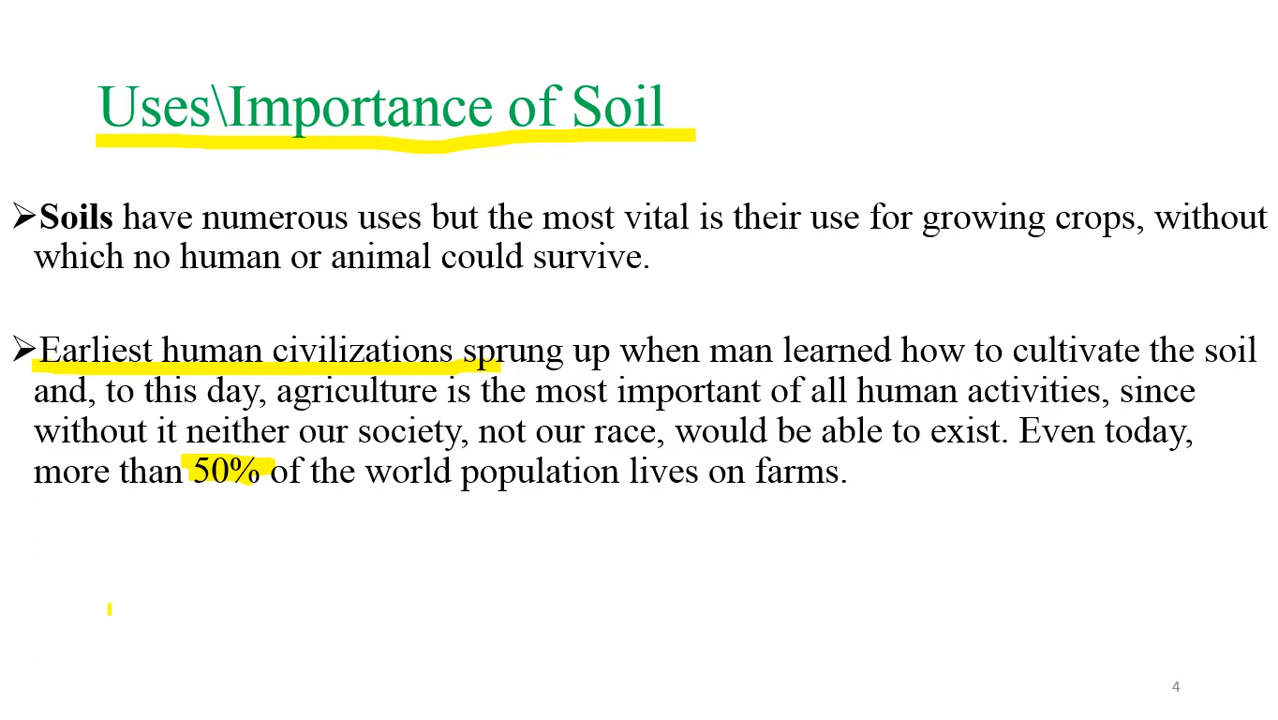 Uses\Importance of Soil
➢Soils have numerous uses but the most vital is their use for growing crops, without
which no human or animal could survive.
➢Earliest human civilizations sprung up when man learned how to cultivate the soil
and, to this day, agriculture is the most important of all human activities, since
without it neither our society, not our race, would be able to exist. Even today,
more than 50% of the world population lives on farms.
4